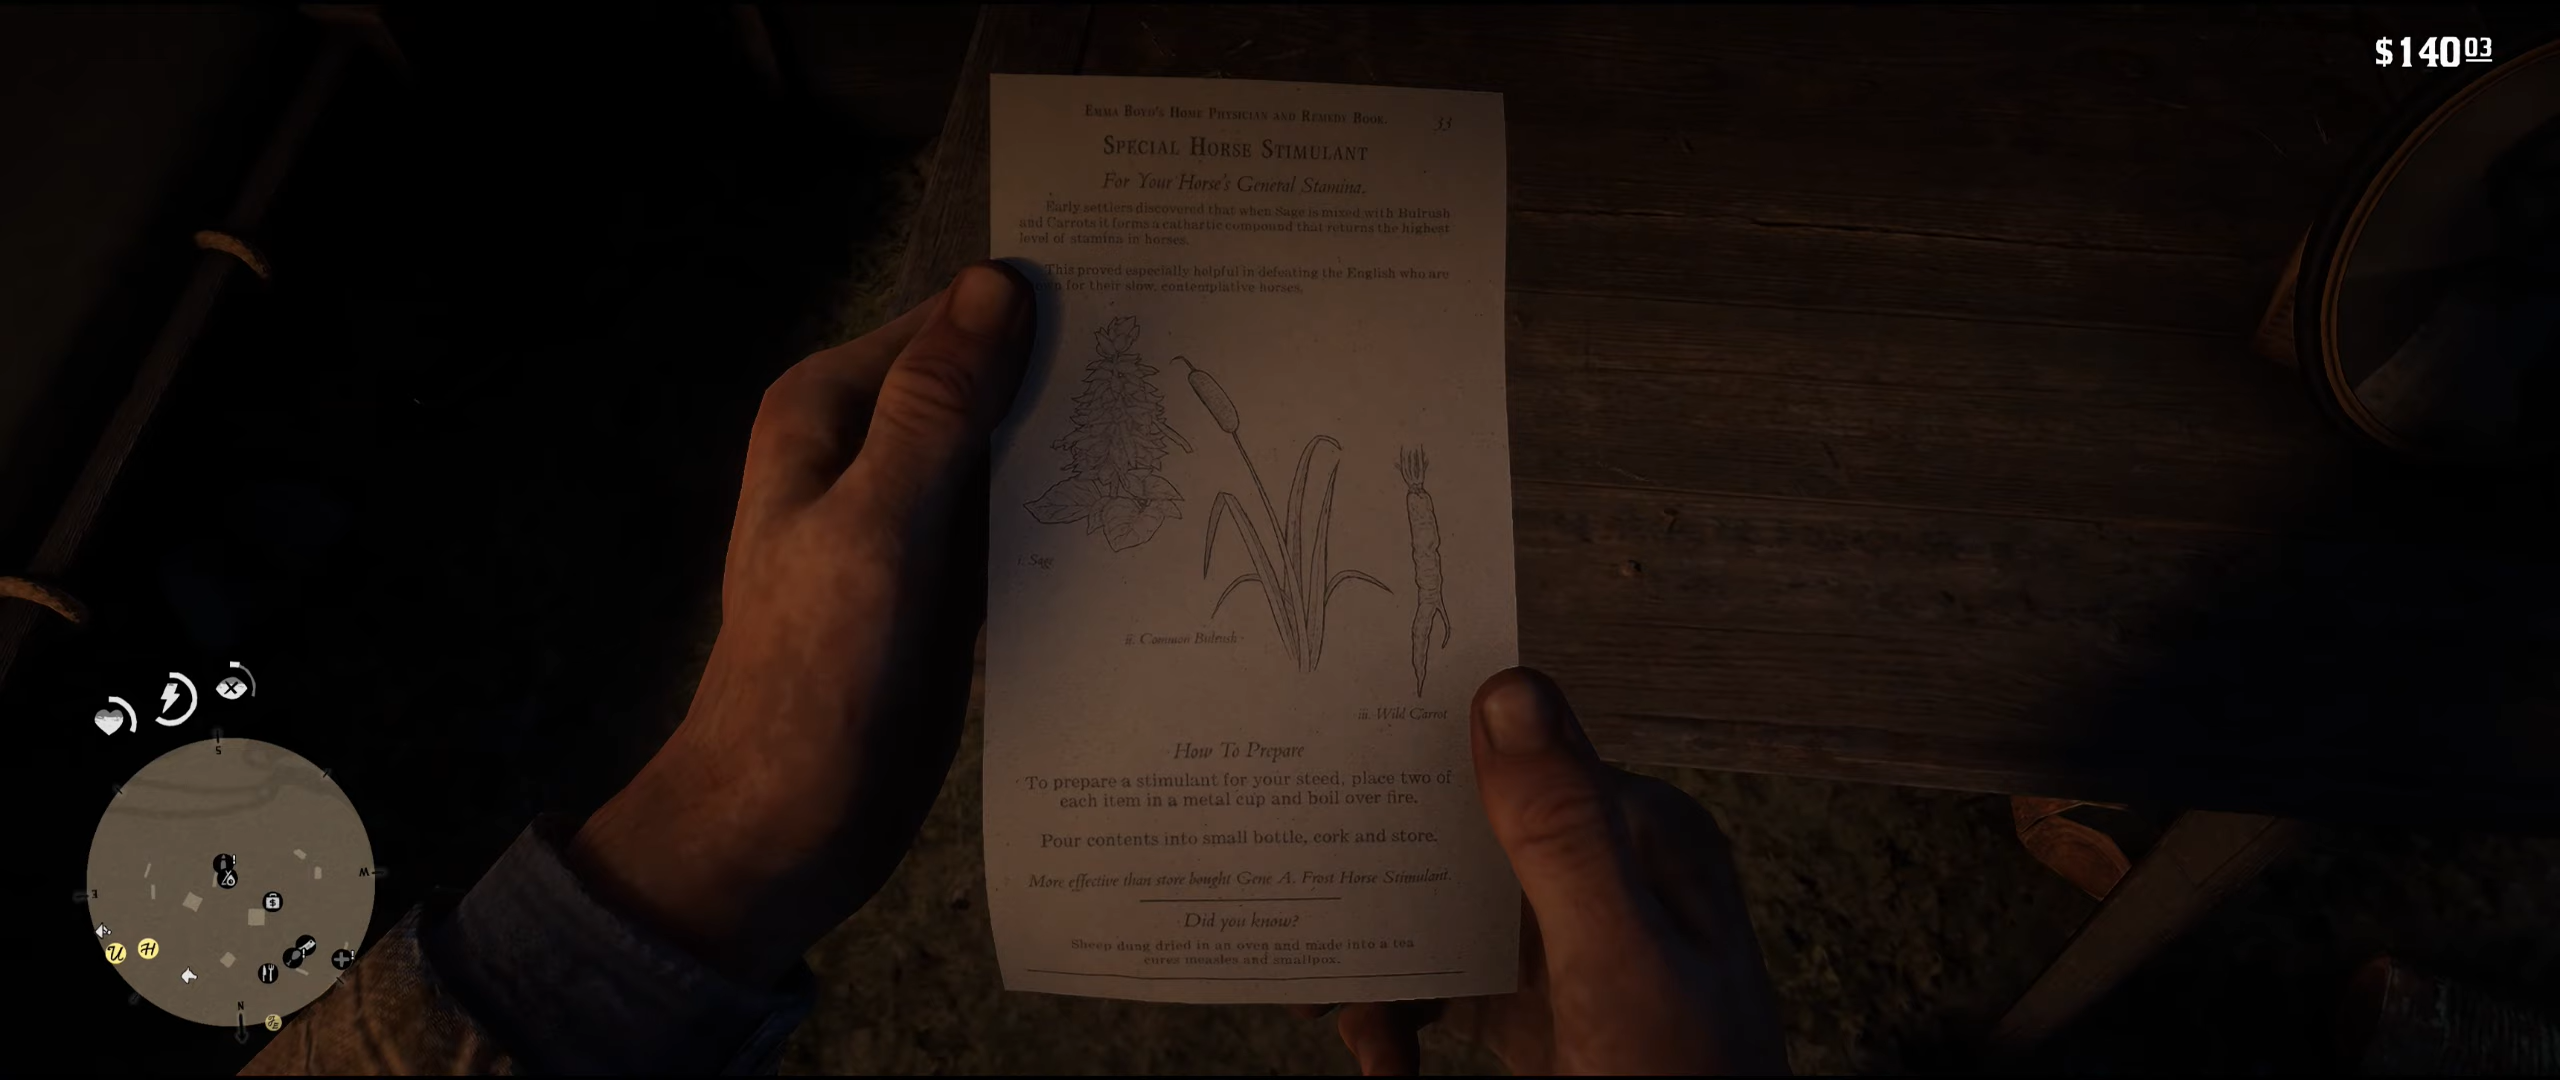 $140 03
EMMA BOYD'S HOME PHYSICIAN AND REMEDY BOOK.
33
SPECIAL HORSE STIMULANT
For Your Horse's General Stamina.
Early settlers discovered that when Sage is mixed with Bulrush
and Carrots it forms a cathartic compound that returns the highest
level of stamina in horses.
This proved especially helpful in defeating the English who are
for their slow, contemplative horses.
i. Sage
ii. Common Bulrush
iii. Wild Carrot
How To Prepare
To prepare a stimulant for your steed, place two of
each item in a metal cup and boil over fire.
Pour contents into small bottle, cork and store.
More effective than store bought Gene A. Frost Horse Stimulant.
Did you know?
Sheep dung dried in an oven and made into a tea
cures measles and smallpox.
S
W
E
$
U
H
N